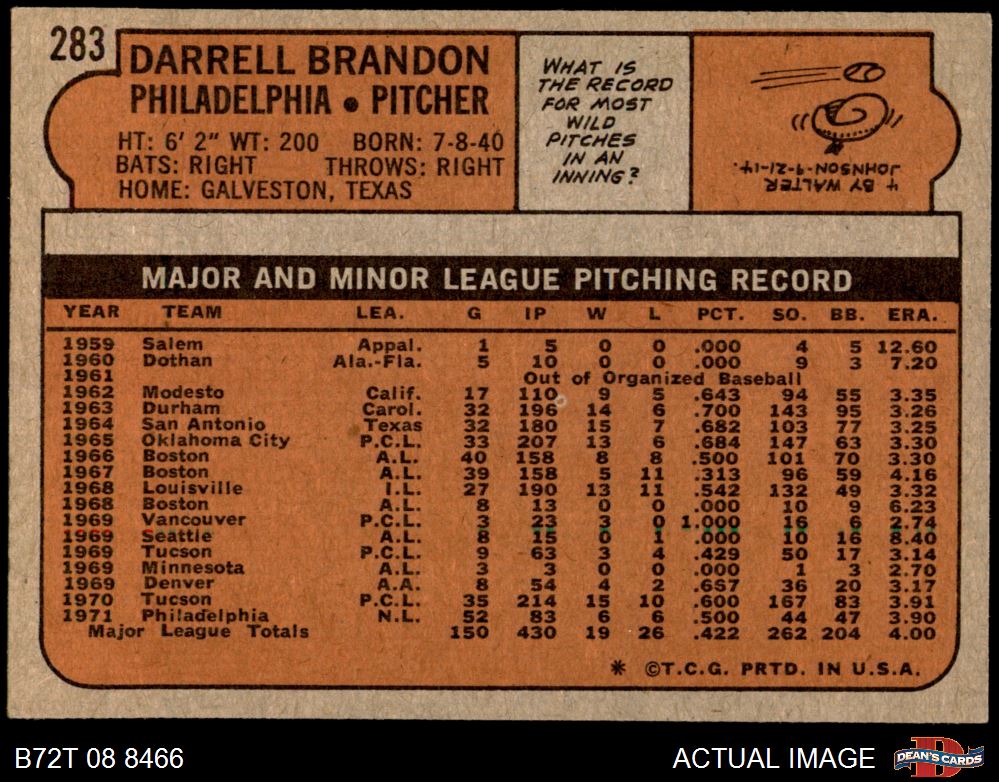 283
DARRELL BRANDON
PHILADELPHIA • PITCHER
HT: 6' 2" WT: 200 BORN: 7-8-40
BATS: RIGHT THROWS: RIGHT
HOME: GALVESTON, TEXAS
WHAT IS
THE RECORD
FOR MOST
WILD
PITCHES
IN AN
INNING?
4 BY WALTER
JOHNSON-9-21-14.
MAJOR AND MINOR LEAGUE PITCHING RECORD
YEAR TEAM LEA. G IP W L PCT. SO. BB. ERA.
1959 Salem Appal. 1 5 0 0 .000 4 5 12.60
1960 Dothan Ala.-Fla. 5 10 0 0 .000 9 3 7.20
1961 Out of Organized Baseball
1962 Modesto Calif. 17 110 9 5 .643 94 55 3.35
1963 Durham Carol. 32 196 14 6 .700 143 95 3.26
1964 San Antonio Texas 32 180 15 7 .682 103 77 3.25
1965 Oklahoma City P.C.L. 33 207 13 6 .684 147 63 3.30
1966 Boston A.L. 40 158 8 8 .500 101 70 3.30
1967 Boston A.L. 39 158 5 11 .313 96 59 4.16
1968 Louisville I.L. 27 190 13 11 .542 132 49 3.32
1968 Boston A.L. 8 13 0 0 .000 10 9 6.23
1969 Vancouver P.C.L. 3 23 3 0 1.000 16 6 2.74
1969 Seattle A.L. 8 15 0 1 .000 10 16 8.40
1969 Tucson P.C.L. 9 63 3 4 .429 50 17 3.14
1969 Minnesota A.L. 3 3 0 0 .000 1 3 2.70
1969 Denver A.A. 8 54 4 2 .657 36 20 3.17
1970 Tucson P.C.L. 35 214 15 10 .600 167 83 3.91
1971 Philadelphia N.L. 52 83 6 6 .500 44 47 3.90
Major League Totals 150 430 19 26 .422 262 204 4.00
* ©T.C.G. PRTD. IN U.S.A.
B72T 08 8466
ACTUAL IMAGE
DEAN'S CARDS